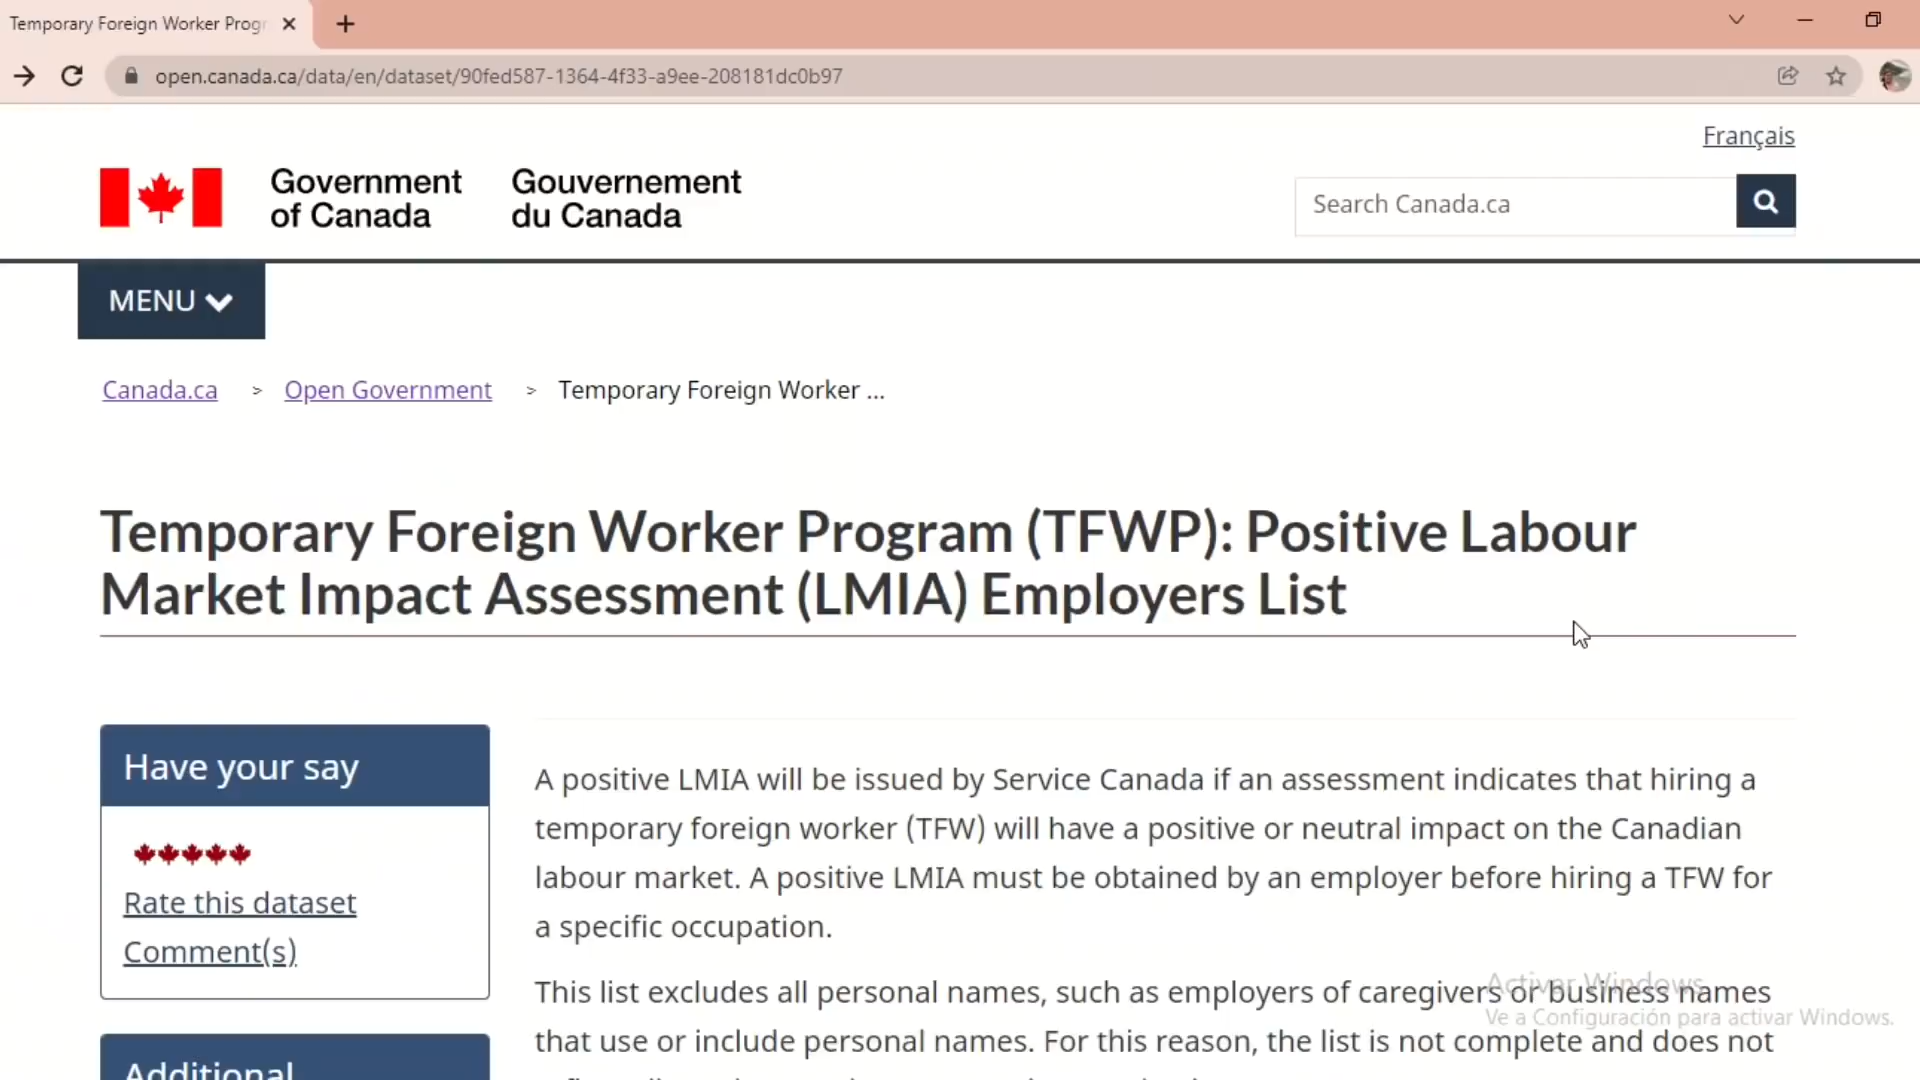 Temporary Foreign Worker Progr
open.canada.ca/data/en/dataset/90fed587-1364-4f33-a9ee-208181dc0b97
Français
Government of Canada
Gouvernement du Canada
Search Canada.ca
MENU
Canada.ca > Open Government > Temporary Foreign Worker ...
Temporary Foreign Worker Program (TFWP): Positive Labour
Market Impact Assessment (LMIA) Employers List
Have your say
Rate this dataset
Comment(s)
Additional
A positive LMIA will be issued by Service Canada if an assessment indicates that hiring a
temporary foreign worker (TFW) will have a positive or neutral impact on the Canadian
labour market. A positive LMIA must be obtained by an employer before hiring a TFW for
a specific occupation.
This list excludes all personal names, such as employers of caregivers or business names
that use or include personal names. For this reason, the list is not complete and does not
Activar Windows
Ve a Configuración para activar Windows.